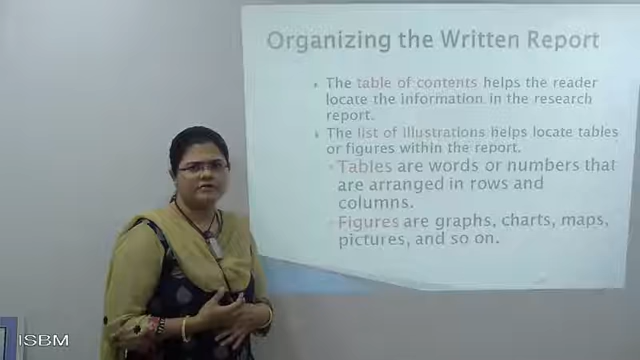 Organizing the Written Report
The table of contents helps the reader
locate the information in the research
report.
The list of illustrations helps locate tables
or figures within the report.
Tables are words or numbers that
are arranged in rows and
columns.
Figures are graphs, charts, maps,
pictures, and so on.
ISBM